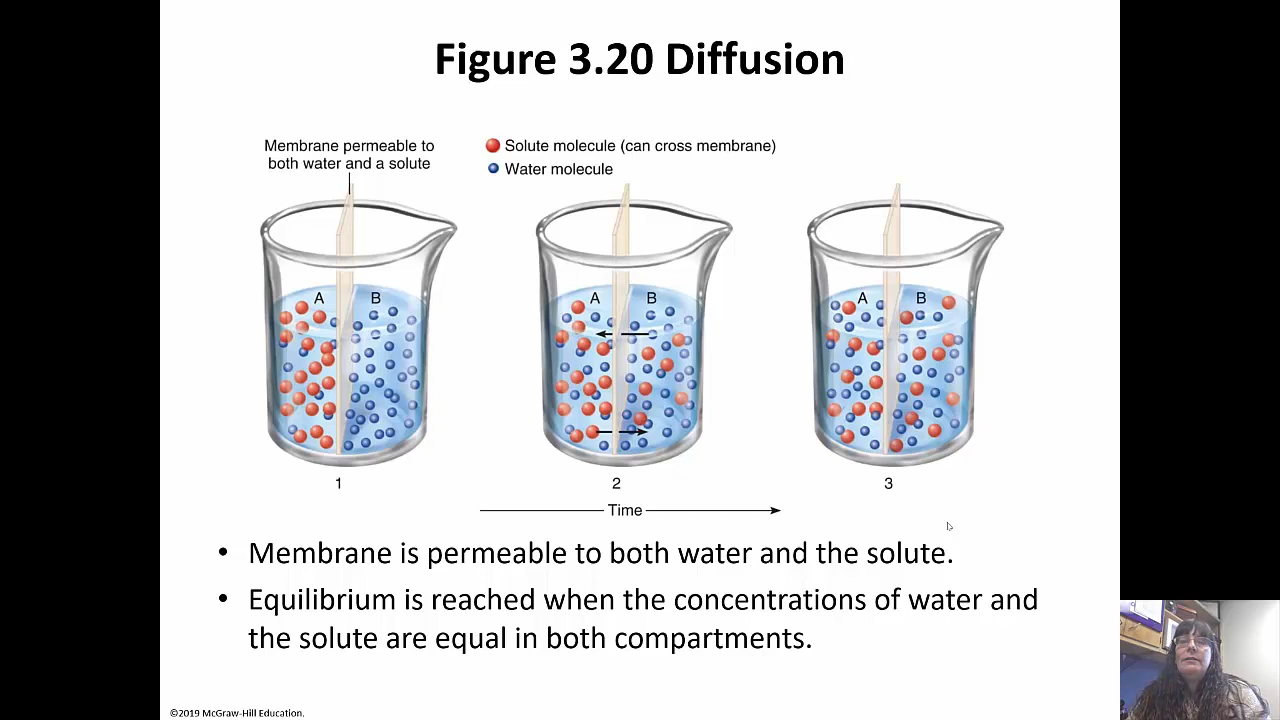 Figure 3.20 Diffusion
Membrane permeable to
both water and a solute
Solute molecule (can cross membrane)
Water molecule
A B
A B
A B
1
2
3
Time
• Membrane is permeable to both water and the solute.
• Equilibrium is reached when the concentrations of water and
the solute are equal in both compartments.
©2019 McGraw-Hill Education.